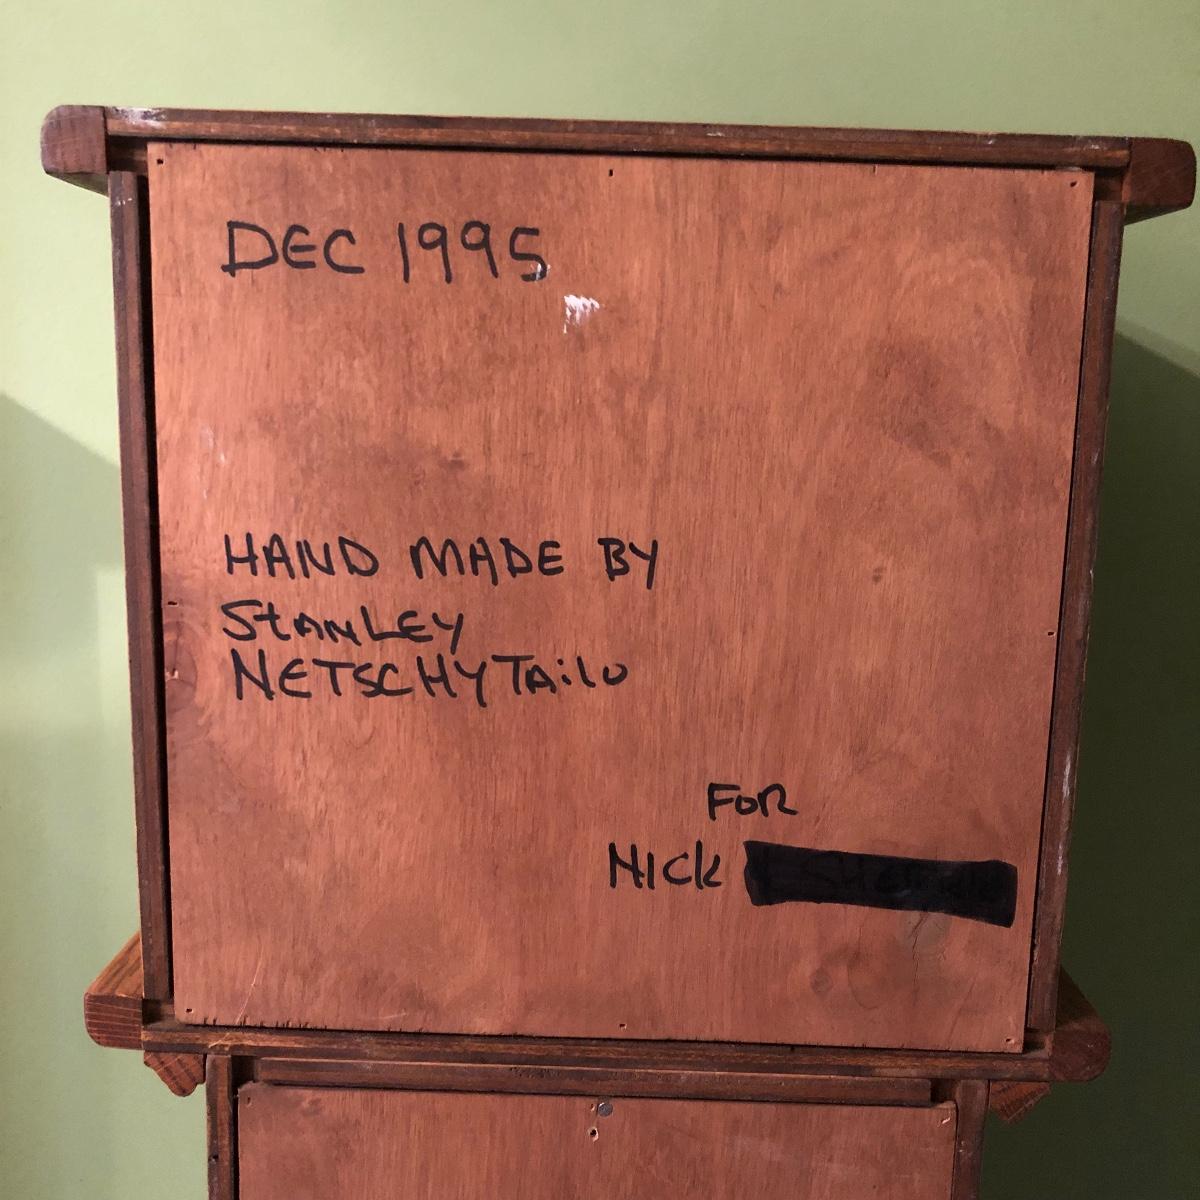 DEC 1995
HAND MADE BY
StANLEY
NETSCHYTAilo
FOR
NICK